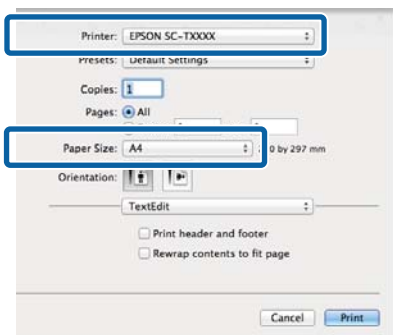 Printer: EPSON SC-TXXXX
Presets: Default Settings
Copies: 1
Pages: All
Paper Size: A4 0 by 297 mm
Orientation:
TextEdit
Print header and footer
Rewrap contents to fit page
Cancel Print